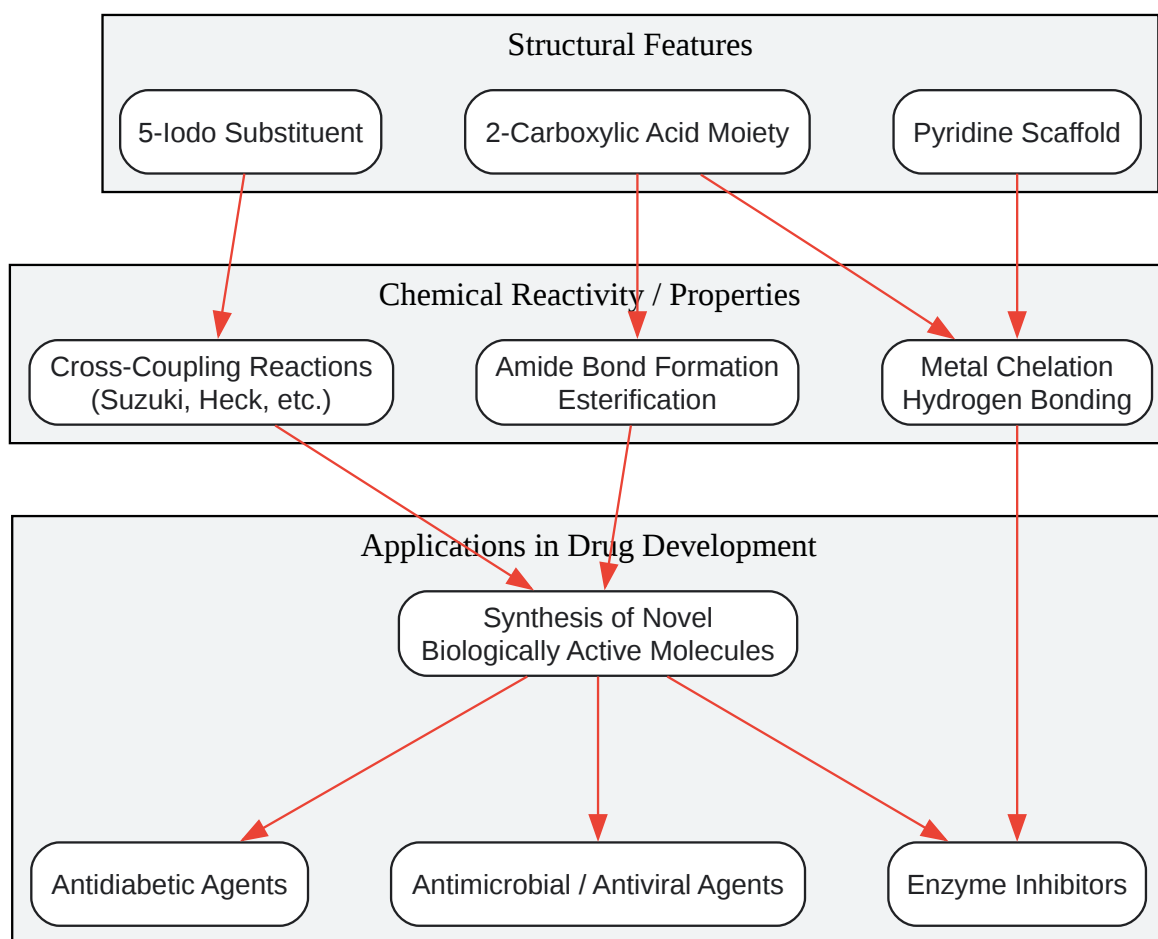 Structural Features
5-Iodo Substituent
2-Carboxylic Acid Moiety
Pyridine Scaffold
Chemical Reactivity / Properties
Cross-Coupling Reactions
(Suzuki, Heck, etc.)
Amide Bond Formation
Esterification
Metal Chelation
Hydrogen Bonding
Applications in Drug Development
Synthesis of Novel
Biologically Active Molecules
Antidiabetic Agents
Antimicrobial / Antiviral Agents
Enzyme Inhibitors